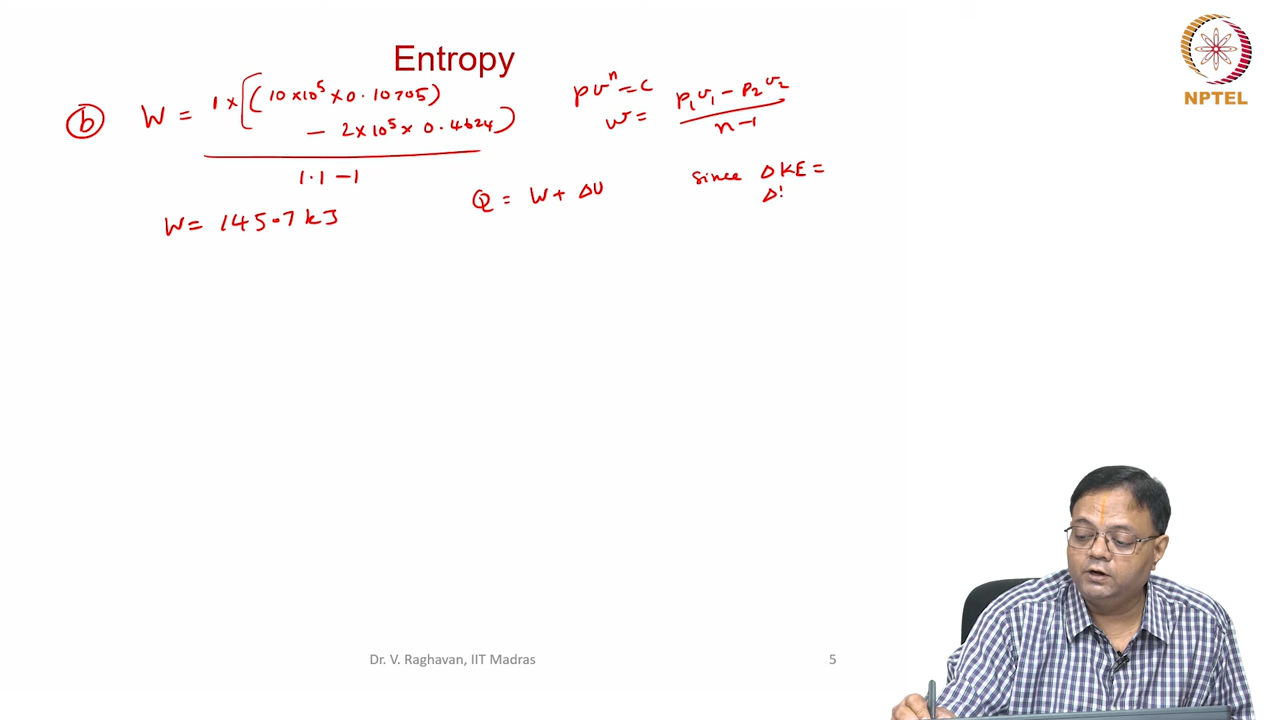 Entropy
NPTEL
b W = 1 × [(10 × 10⁵ × 0.10705)
− 2 × 10⁵ × 0.4624)
1.1 − 1
W = 145.7 kJ
pvⁿ = c
w = p₁v₁ − p₂v₂
n − 1
Q = W + ΔU
since ΔKE =
Δ
Dr. V. Raghavan, IIT Madras
5